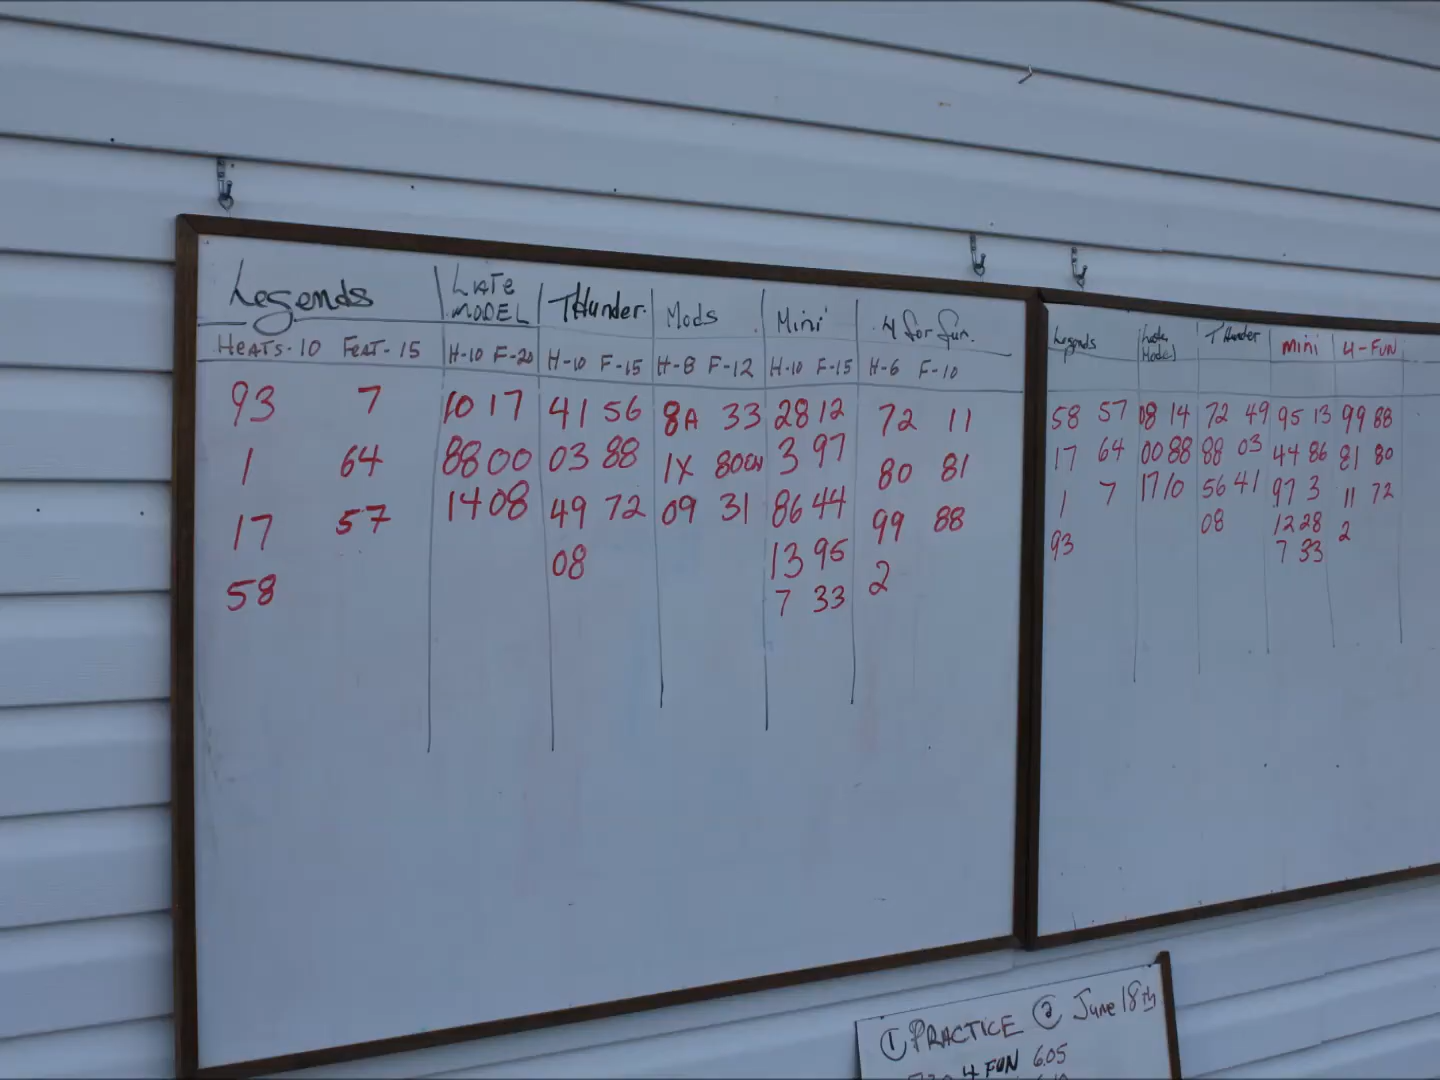 Legends LATE MODEL THunder Mods Mini 4 for fun.
HEATS-10 FEAT-15 H-10 F-20 H-10 F-15 H-8 F-12 H-10 F-15 H-6 F-10
93 7 10 17 41 56 8A 33 28 12 72 11
1 64 88 00 03 88 1X 3 97 80 81
17 57 14 08 49 72 09 31 86 44 99 88
58 08 13 95 2
7 33
Legends Late Model THunder mini 4-FUN
58 57 08 14 72 49 95 13 99 88
17 64 00 88 88 03 44 86 81 80
1 7 17 10 56 41 97 3 11 72
93 08 12 28 2
7 33
① PRACTICE ② June 18th
4 FUN 6.05